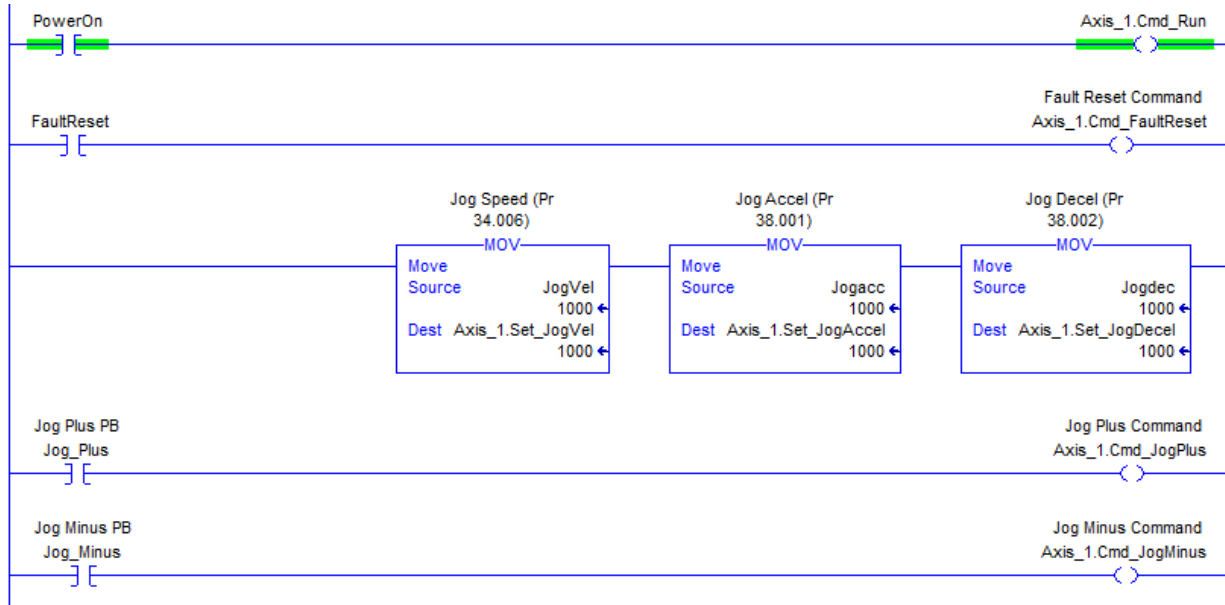 PowerOn
Axis_1.Cmd_Run
Fault Reset Command
FaultReset
Axis_1.Cmd_FaultReset
Jog Speed (Pr
34.006)
MOV
Move
Source JogVel
1000
Dest Axis_1.Set_JogVel
1000
Jog Accel (Pr
38.001)
MOV
Move
Source Jogacc
1000
Dest Axis_1.Set_JogAccel
1000
Jog Decel (Pr
38.002)
MOV
Move
Source Jogdec
1000
Dest Axis_1.Set_JogDecel
1000
Jog Plus PB
Jog_Plus
Jog Plus Command
Axis_1.Cmd_JogPlus
Jog Minus PB
Jog_Minus
Jog Minus Command
Axis_1.Cmd_JogMinus